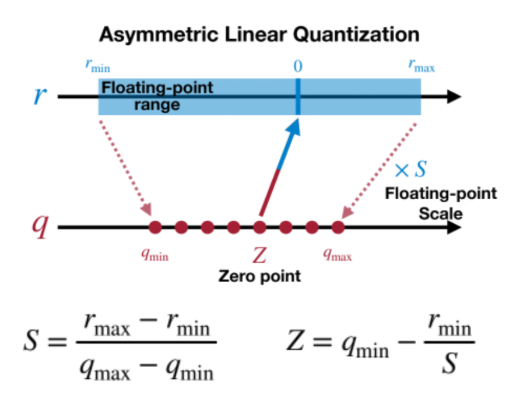 Asymmetric Linear Quantization
r_min 0 r_max
r Floating-point
range
× S
Floating-point
Scale
q
q_min Z q_max
Zero point
S = (r_max − r_min) / (q_max − q_min)
Z = q_min − r_min / S